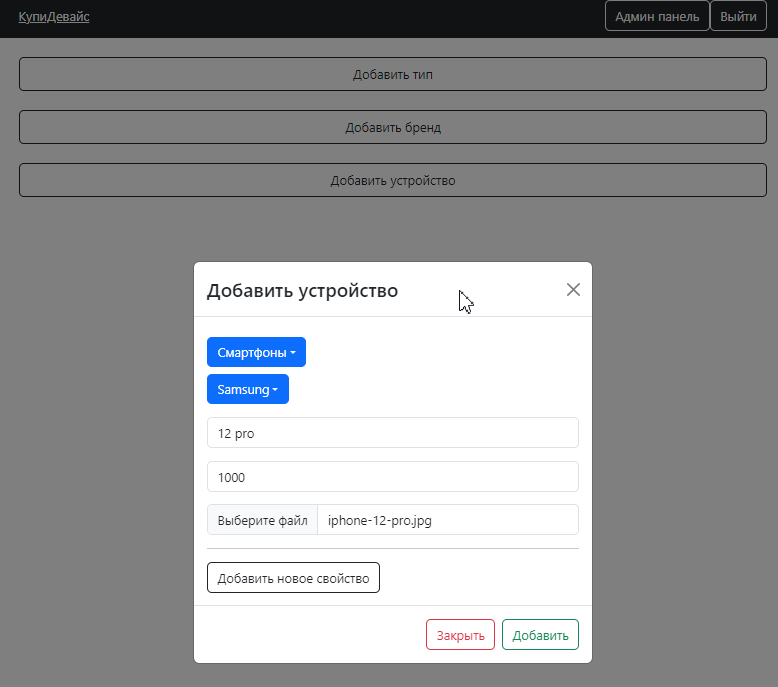 КупиДевайс
Админ панель
Выйти
Добавить тип
Добавить бренд
Добавить устройство
Добавить устройство
Смартфоны
Samsung
12 pro
1000
Выберите файл iphone-12-pro.jpg
Добавить новое свойство
Закрыть
Добавить